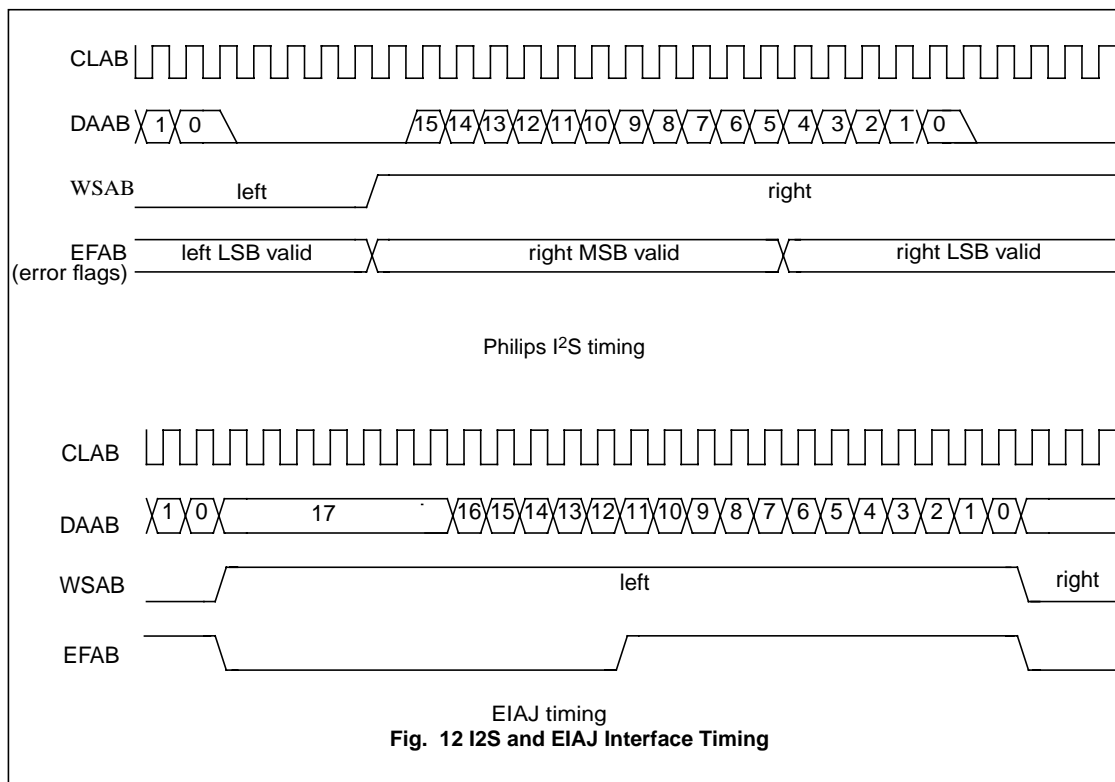 CLAB
DAAB 1 0 15 14 13 12 11 10 9 8 7 6 5 4 3 2 1 0
WSAB left right
EFAB left LSB valid right MSB valid right LSB valid
(error flags)
Philips I²S timing
CLAB
DAAB 1 0 17 16 15 14 13 12 11 10 9 8 7 6 5 4 3 2 1 0
WSAB left right
EFAB
EIAJ timing
Fig. 12 I2S and EIAJ Interface Timing